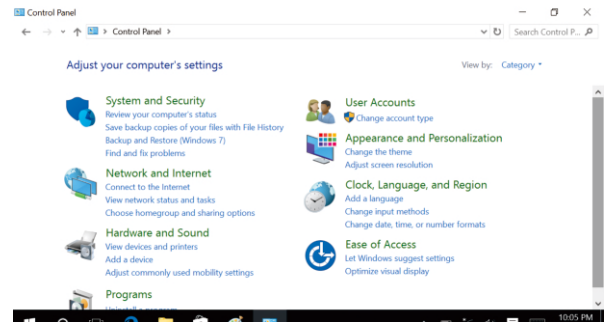 Control Panel
Control Panel
Search Control P...
Adjust your computer's settings
View by: Category
System and Security
Review your computer's status
Save backup copies of your files with File History
Backup and Restore (Windows 7)
Find and fix problems
Network and Internet
Connect to the Internet
View network status and tasks
Choose homegroup and sharing options
Hardware and Sound
View devices and printers
Add a device
Adjust commonly used mobility settings
Programs
User Accounts
Change account type
Appearance and Personalization
Change the theme
Adjust screen resolution
Clock, Language, and Region
Add a language
Change input methods
Change date, time, or number formats
Ease of Access
Let Windows suggest settings
Optimize visual display
10:05 PM